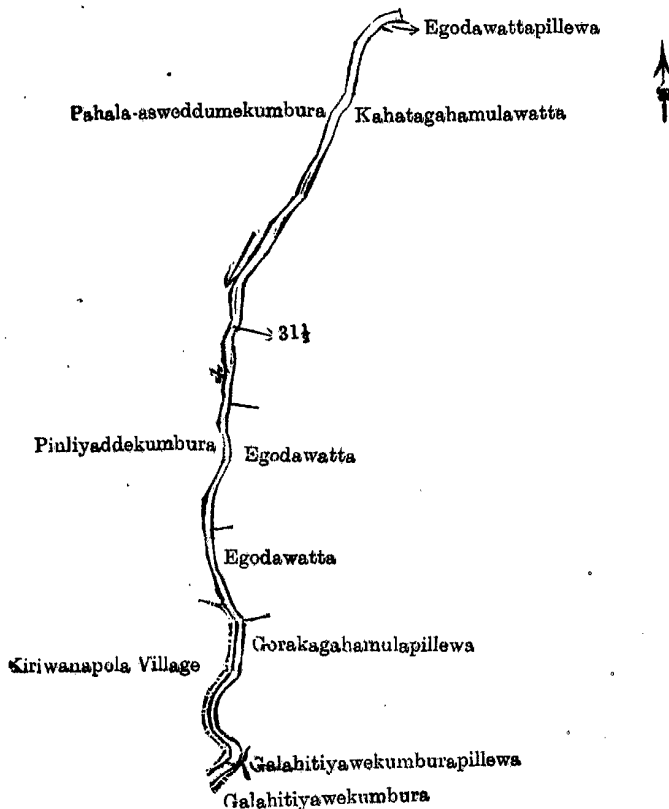 Egodawattapillewa
Pahala-asweddumekumbura
Kahatagahamulawatta
31½
Pinliyaddekumbura
Egodawatta
Egodawatta
Gorakagahamulapillewa
Kiriwanapola Village
Galahitiyawekumburapillewa
Galahitiyawekumbura